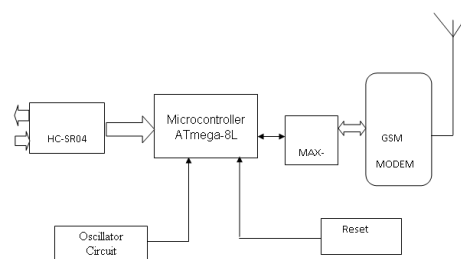 HC-SR04
Microcontroller
ATmega-8L
MAX-
GSM
MODEM
Oscillator
Circuit
Reset